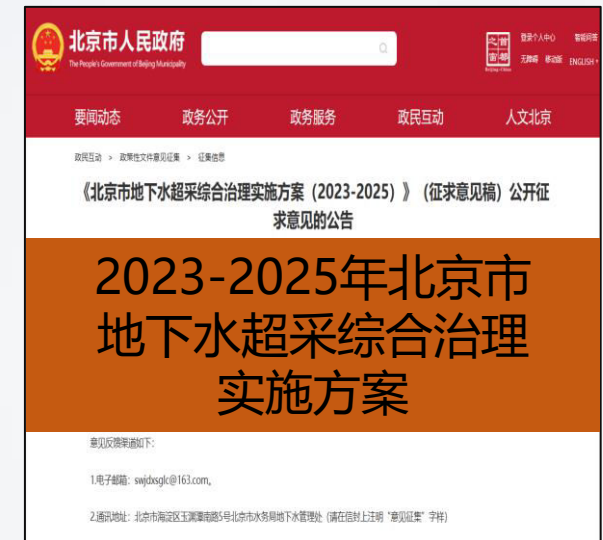 北京市人民政府
The People's Government of Beijing Municipality
首都之窗
登录个人中心 智能问答
无障碍 移动版 ENGLISH
要闻动态 政务公开 政务服务 政民互动 人文北京
政民互动 > 政策性文件意见征集 > 征集信息
《北京市地下水超采综合治理实施方案（2023-2025）》（征求意见稿）公开征
求意见的公告
2023-2025年北京市
地下水超采综合治理
实施方案
意见反馈渠道如下：
1.电子邮箱：swjdxsglc@163.com。
2.通讯地址：北京市海淀区玉渊潭南路5号北京市水务局地下水管理处（请在信封上注明“意见征集”字样）